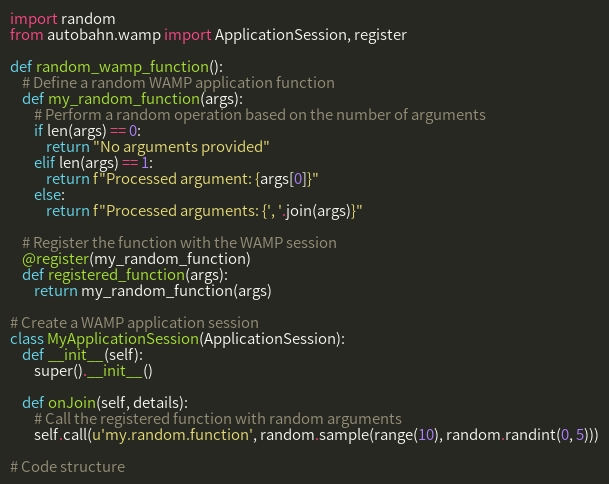 import random
from autobahn.wamp import ApplicationSession, register

def random_wamp_function():
    # Define a random WAMP application function
    def my_random_function(args):
        # Perform a random operation based on the number of arguments
        if len(args) == 0:
            return "No arguments provided"
        elif len(args) == 1:
            return f"Processed argument: {args[0]}"
        else:
            return f"Processed arguments: {', '.join(args)}"

    # Register the function with the WAMP session
    @register(my_random_function)
    def registered_function(args):
        return my_random_function(args)

# Create a WAMP application session
class MyApplicationSession(ApplicationSession):
    def __init__(self):
        super().__init__()

    def onJoin(self, details):
        # Call the registered function with random arguments
        self.call(u'my.random.function', random.sample(range(10), random.randint(0, 5)))

# Code structure